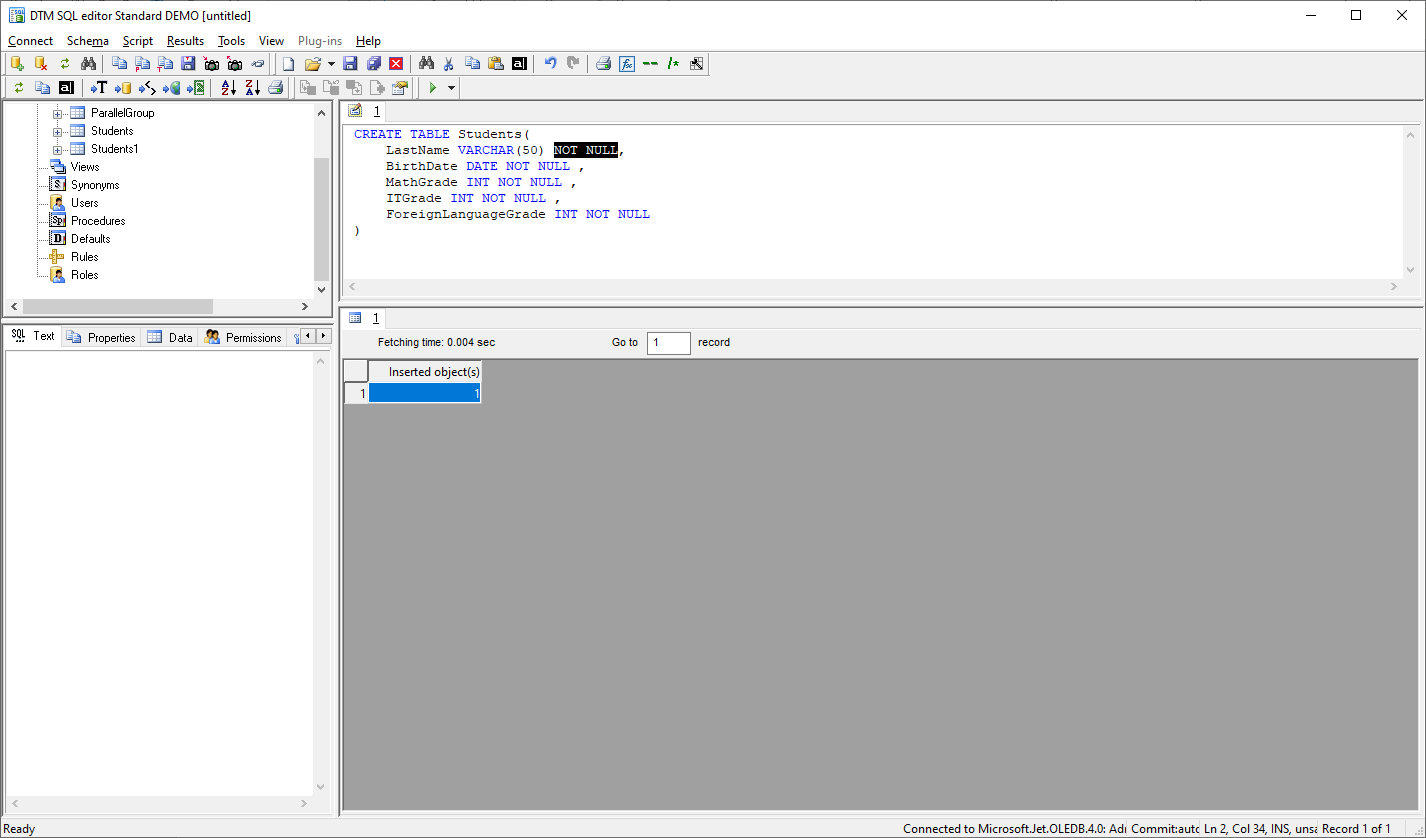 DTM SQL editor Standard DEMO [untitled]
Connect Schema Script Results Tools View Plug-ins Help
ParallelGroup
Students
Students1
Views
Synonyms
Users
Procedures
Defaults
Rules
Roles
1
CREATE TABLE Students(
LastName VARCHAR(50) NOT NULL,
BirthDate DATE NOT NULL ,
MathGrade INT NOT NULL ,
ITGrade INT NOT NULL ,
ForeignLanguageGrade INT NOT NULL
)
SQL Text Properties Data Permissions
1
Fetching time: 0.004 sec Go to 1 record
Inserted object(s)
1 1
Ready Connected to Microsoft.Jet.OLEDB.4.0: Adı Commit:auto Ln 2, Col 34, INS, unsa Record 1 of 1